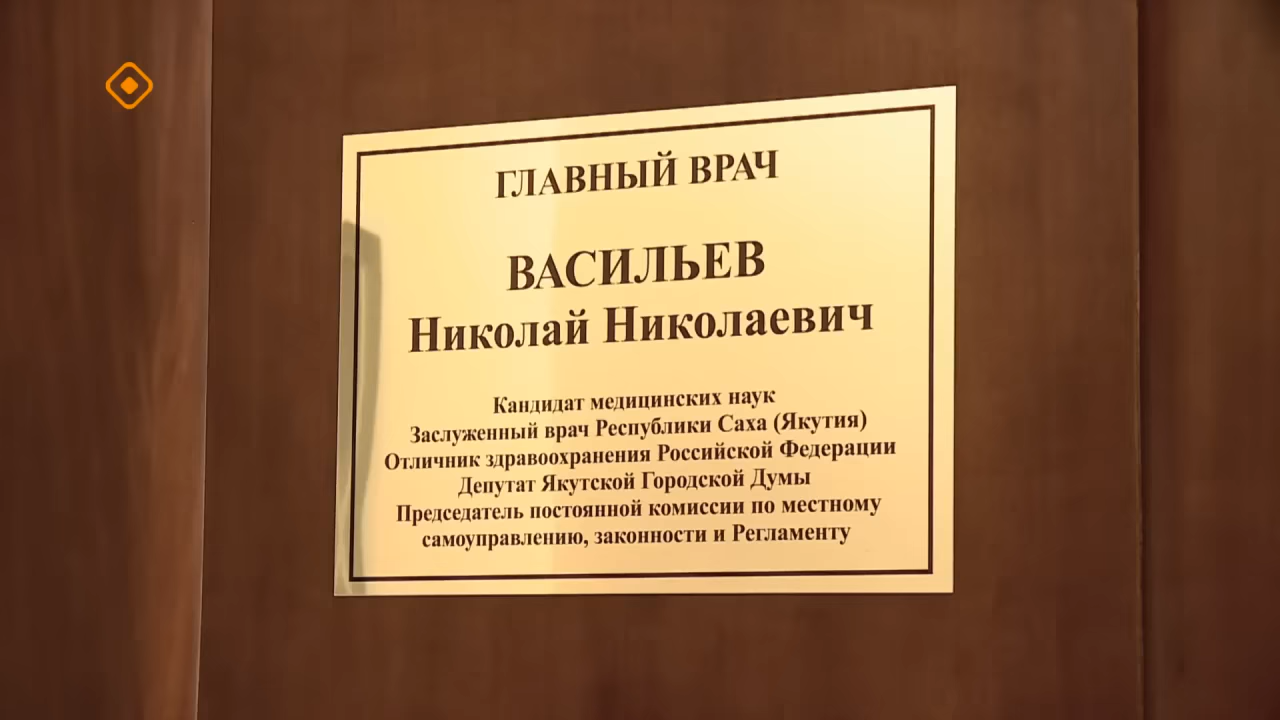 ГЛАВНЫЙ ВРАЧ
ВАСИЛЬЕВ
Николай Николаевич
Кандидат медицинских наук
Заслуженный врач Республики Саха (Якутия)
Отличник здравоохранения Российской Федерации
Депутат Якутской Городской Думы
Председатель постоянной комиссии по местному
самоуправлению, законности и Регламенту